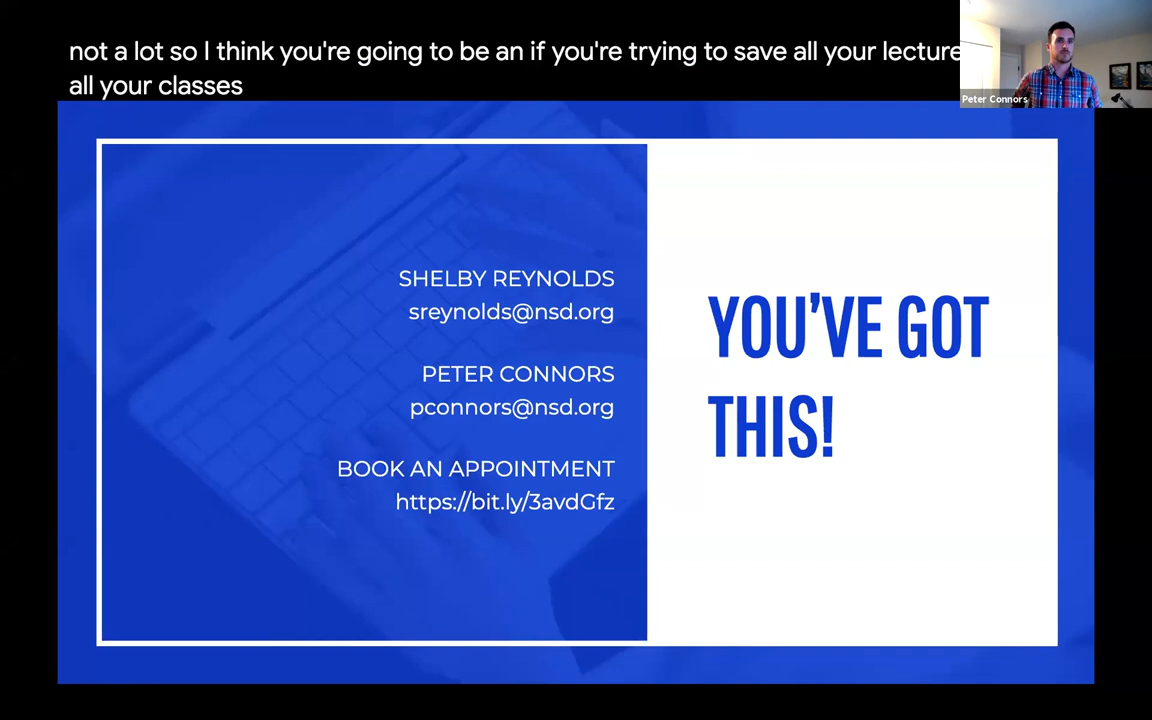 not a lot so I think you're going to be an if you're trying to save all your lecture
all your classes
Peter Connors
SHELBY REYNOLDS
sreynolds@nsd.org
PETER CONNORS
pconnors@nsd.org
BOOK AN APPOINTMENT
https://bit.ly/3avdGfz
YOU'VE GOT
THIS!